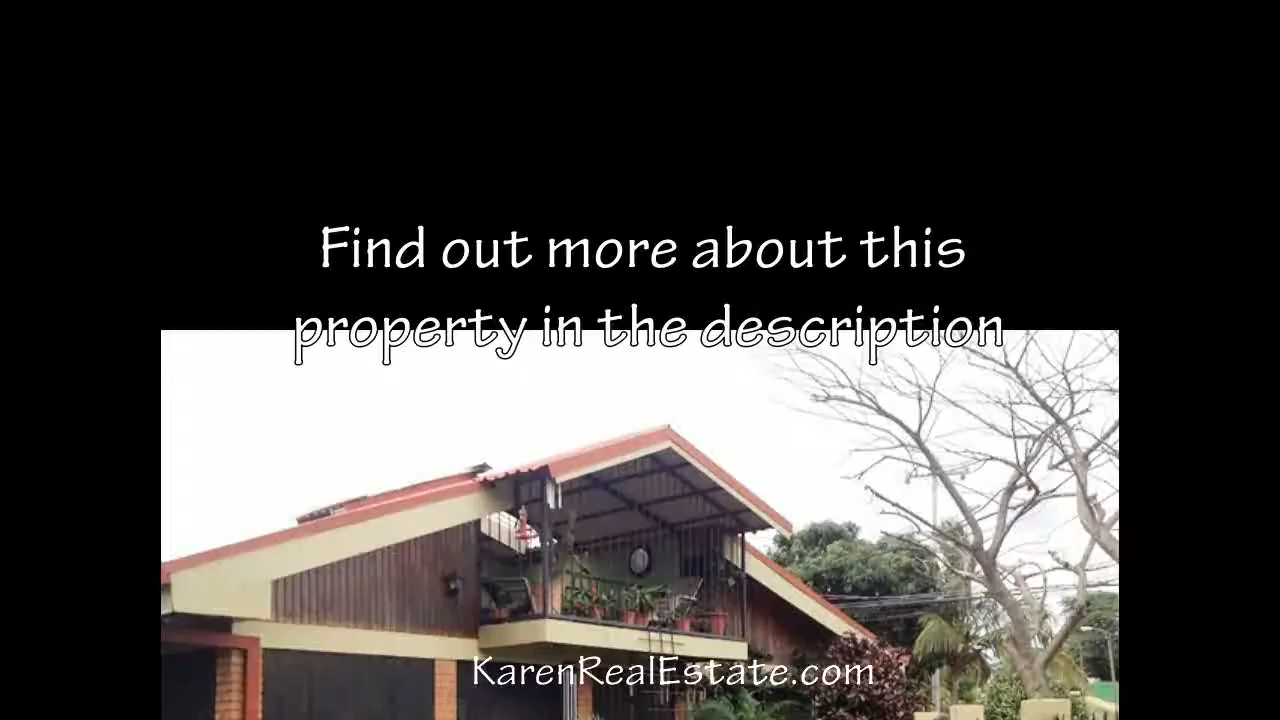 Find out more about this
property in the description
KarenRealEstate.com